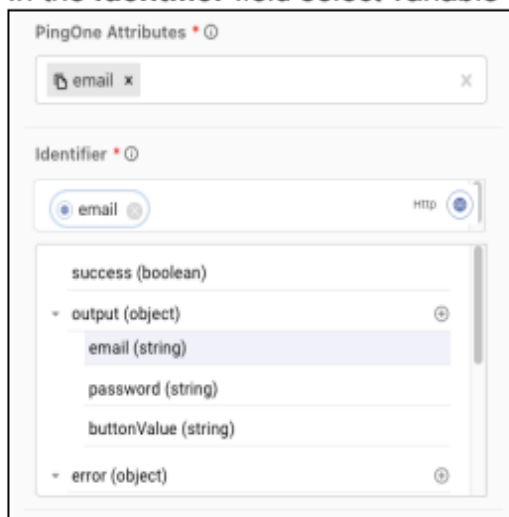 PingOne Attributes *
email ×
Identifier *
email
Http
success (boolean)
output (object)
email (string)
password (string)
buttonValue (string)
error (object)